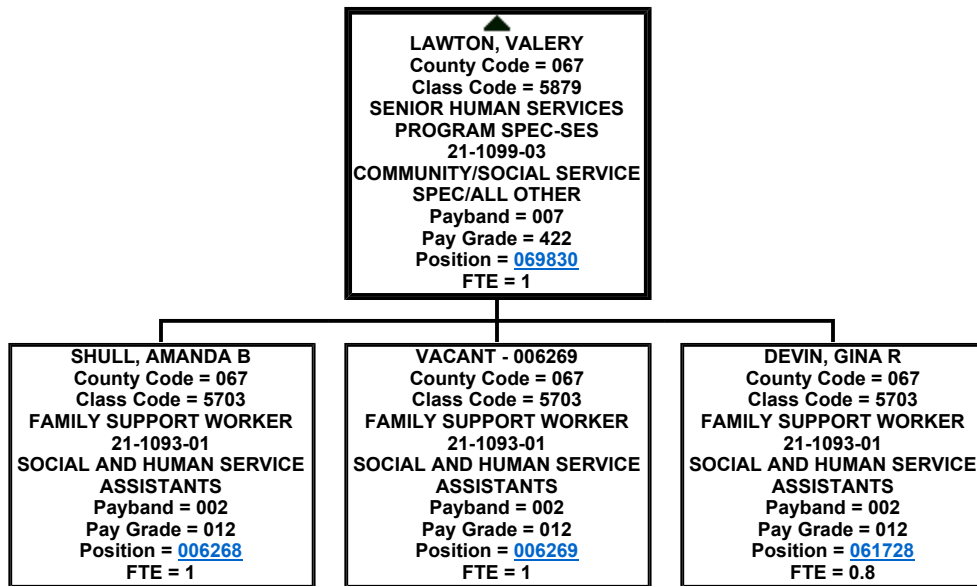 LAWTON, VALERY
County Code = 067
Class Code = 5879
SENIOR HUMAN SERVICES
PROGRAM SPEC-SES
21-1099-03
COMMUNITY/SOCIAL SERVICE
SPEC/ALL OTHER
Payband = 007
Pay Grade = 422
Position = 069830
FTE = 1
SHULL, AMANDA B
County Code = 067
Class Code = 5703
FAMILY SUPPORT WORKER
21-1093-01
SOCIAL AND HUMAN SERVICE
ASSISTANTS
Payband = 002
Pay Grade = 012
Position = 006268
FTE = 1
VACANT - 006269
County Code = 067
Class Code = 5703
FAMILY SUPPORT WORKER
21-1093-01
SOCIAL AND HUMAN SERVICE
ASSISTANTS
Payband = 002
Pay Grade = 012
Position = 006269
FTE = 1
DEVIN, GINA R
County Code = 067
Class Code = 5703
FAMILY SUPPORT WORKER
21-1093-01
SOCIAL AND HUMAN SERVICE
ASSISTANTS
Payband = 002
Pay Grade = 012
Position = 061728
FTE = 0.8